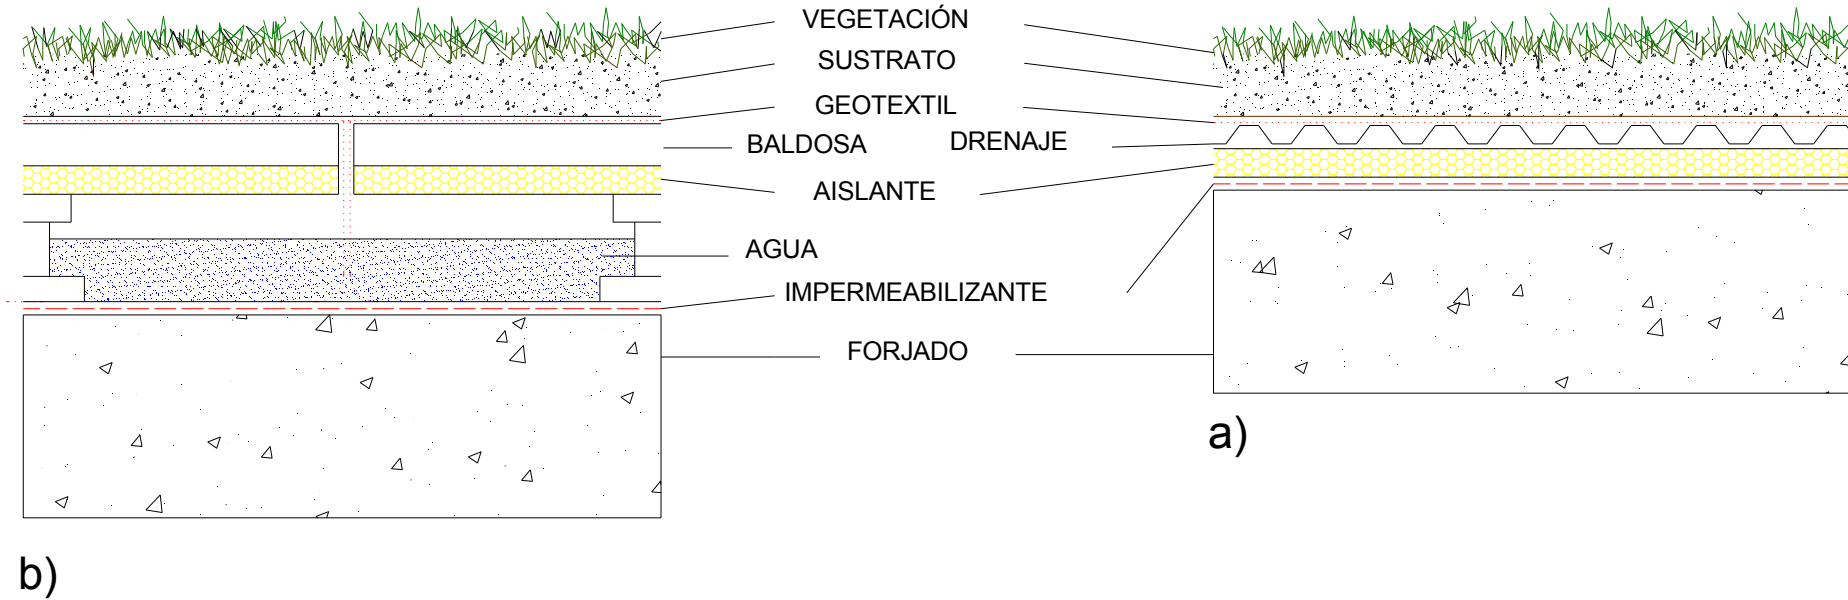 VEGETACIÓN
SUSTRATO
GEOTEXTIL
BALDOSA
DRENAJE
AISLANTE
AGUA
IMPERMEABILIZANTE
FORJADO
a)
b)